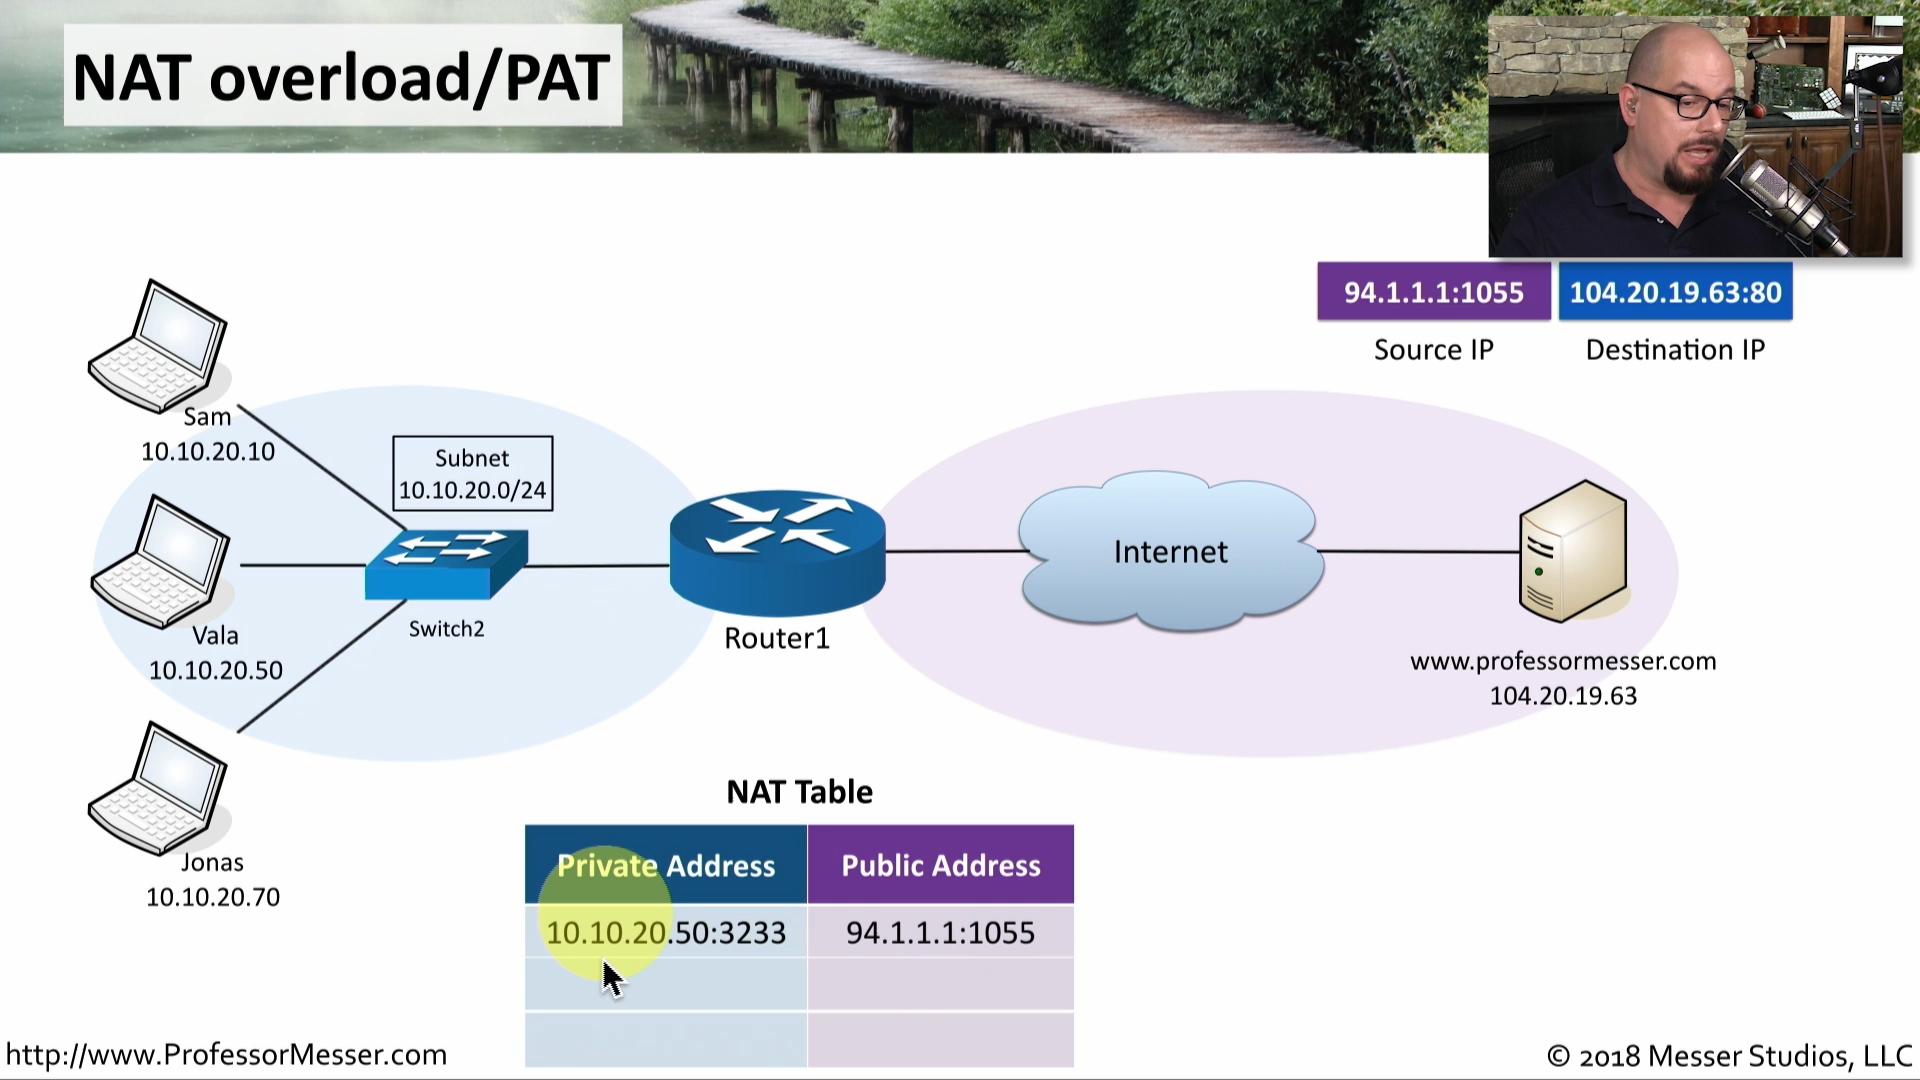 NAT overload/PAT
94.1.1.1:1055 104.20.19.63:80
Source IP Destination IP
Sam
10.10.20.10
Subnet
10.10.20.0/24
Internet
Vala
10.10.20.50
Switch2
Router1
www.professormesser.com
104.20.19.63
Jonas
10.10.20.70
NAT Table
Private Address Public Address
10.10.20.50:3233 94.1.1.1:1055
http://www.ProfessorMesser.com © 2018 Messer Studios, LLC